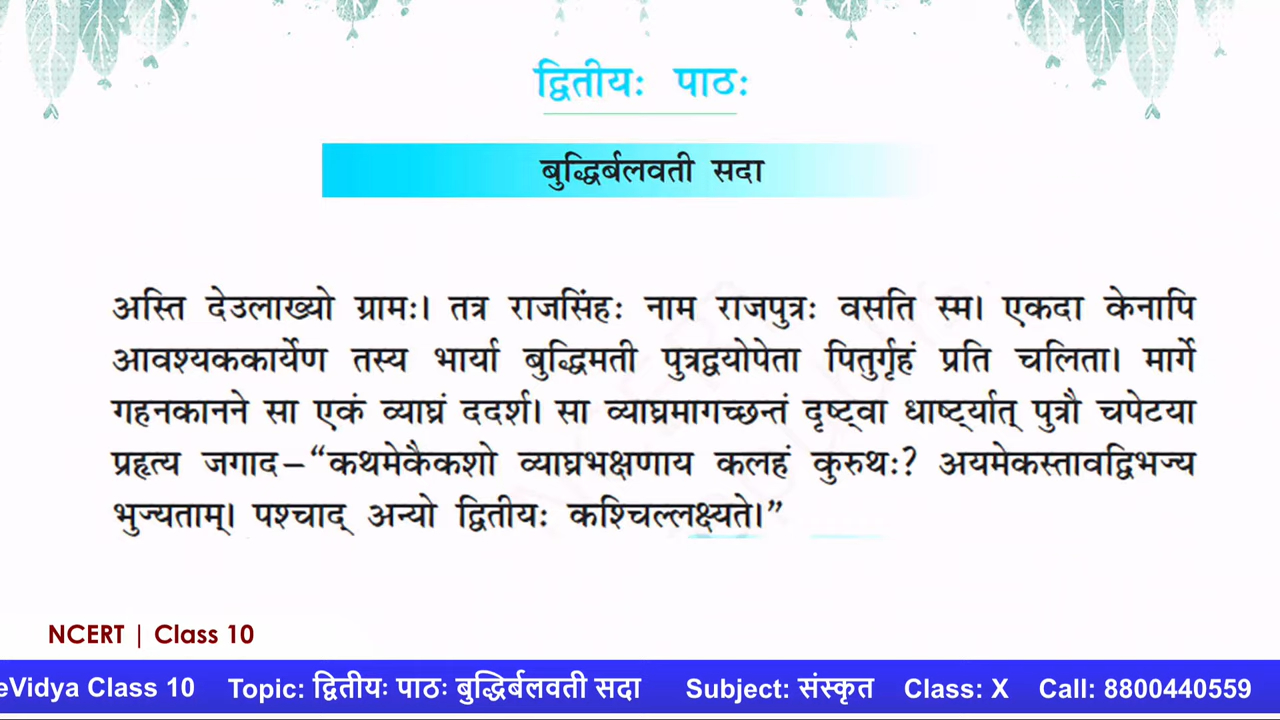 द्वितीयः पाठः
बुद्धिर्बलवती सदा
अस्ति देउलाख्यो ग्रामः। तत्र राजसिंहः नाम राजपुत्रः वसति स्म। एकदा केनापि
आवश्यककार्येण तस्य भार्या बुद्धिमती पुत्रद्वयोपेता पितुर्गृहं प्रति चलिता। मार्गे
गहनकानने सा एकं व्याघ्रं ददर्श। सा व्याघ्रमागच्छन्तं दृष्ट्वा धार्ष्ट्यात् पुत्रौ चपेटया
प्रहृत्य जगाद–“कथमेकैकशो व्याघ्रभक्षणाय कलहं कुरुथः? अयमेकस्तावद्विभज्य
भुज्यताम्। पश्चाद् अन्यो द्वितीयः कश्चिल्लक्ष्यते।”
NCERT | Class 10
eVidya Class 10 Topic: द्वितीयः पाठः बुद्धिर्बलवती सदा Subject: संस्कृत Class: X Call: 8800440559